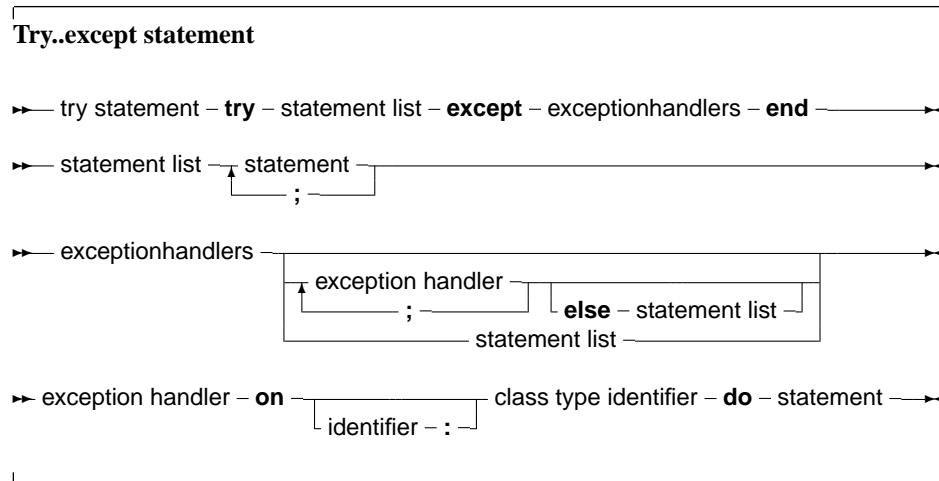 Try..except statement
try statement – try – statement list – except – exceptionhandlers – end
statement list – statement
;
exceptionhandlers
exception handler
; else – statement list
statement list
exception handler – on – class type identifier – do – statement
identifier – :